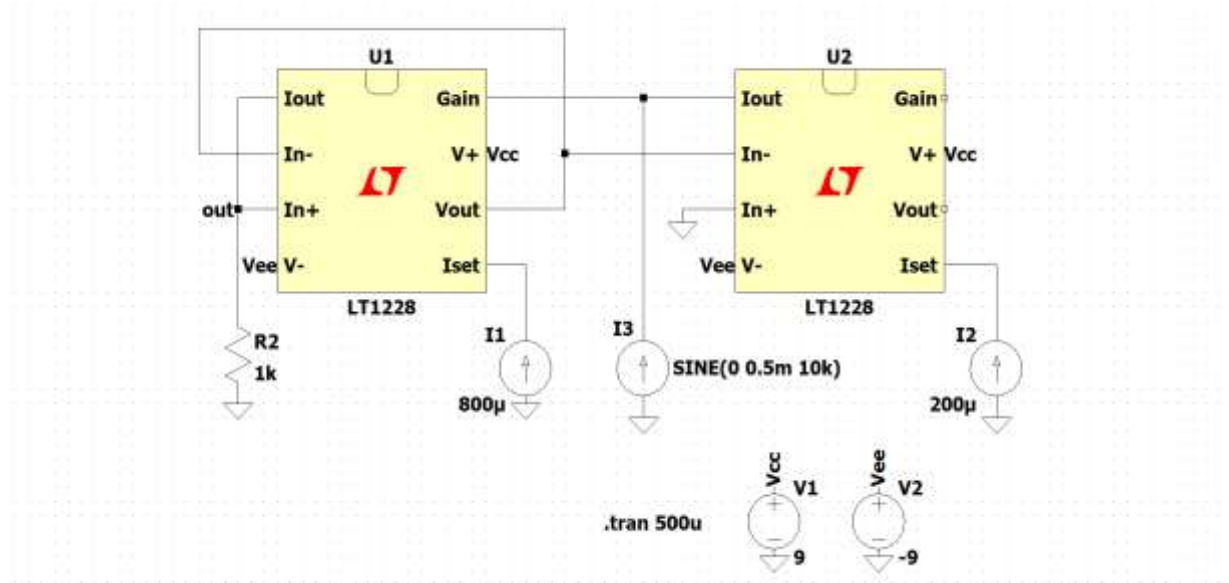 U1
U2
Iout
Gain
Iout
Gain
In-
V+
Vcc
In-
V+
Vcc
out
In+
Vout
In+
Vout
Vee
V-
Iset
Vee
V-
Iset
LT1228
LT1228
R2
1k
I1
800µ
I3
SINE(0 0.5m 10k)
I2
200µ
Vcc
V1
9
Vee
V2
-9
.tran 500u